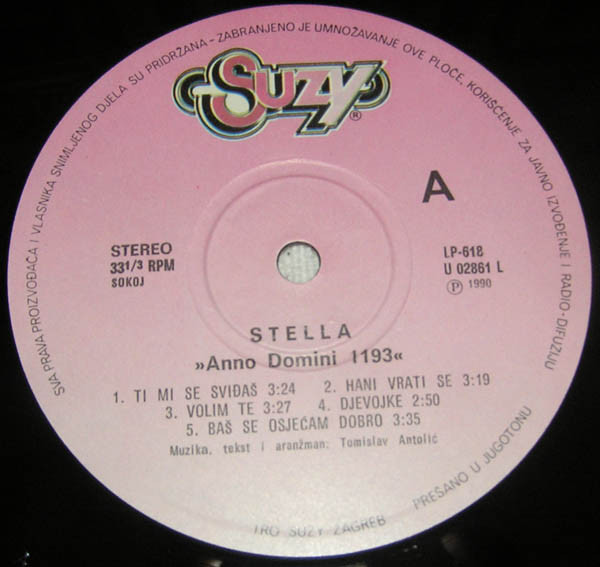 SVA PRAVA PROIZVOĐAČA I VLASNIKA SNIMLJENOG DJELA SU PRIDRŽANA – ZABRANJENO JE UMNOŽAVANJE OVE PLOČE, KORIŠĆENJE ZA JAVNO IZVOĐENJE I RADIO-DIFUZIJU
SUZY®
A
STEREO
33 1/3 RPM
SOKOJ
LP-618
U 02861 L
Ⓟ 1990
STELLA
»Anno Domini 1193«
1. TI MI SE SVIĐAŠ 3:24 2. HANI VRATI SE 3:19
3. VOLIM TE 3:27 4. DJEVOJKE 2:50
5. BAŠ SE OSJEĆAM DOBRO 3:35
Muzika, tekst i aranžman: Tomislav Antolić
TRO SUZY ZAGREB
PREŠANO U JUGOTONU